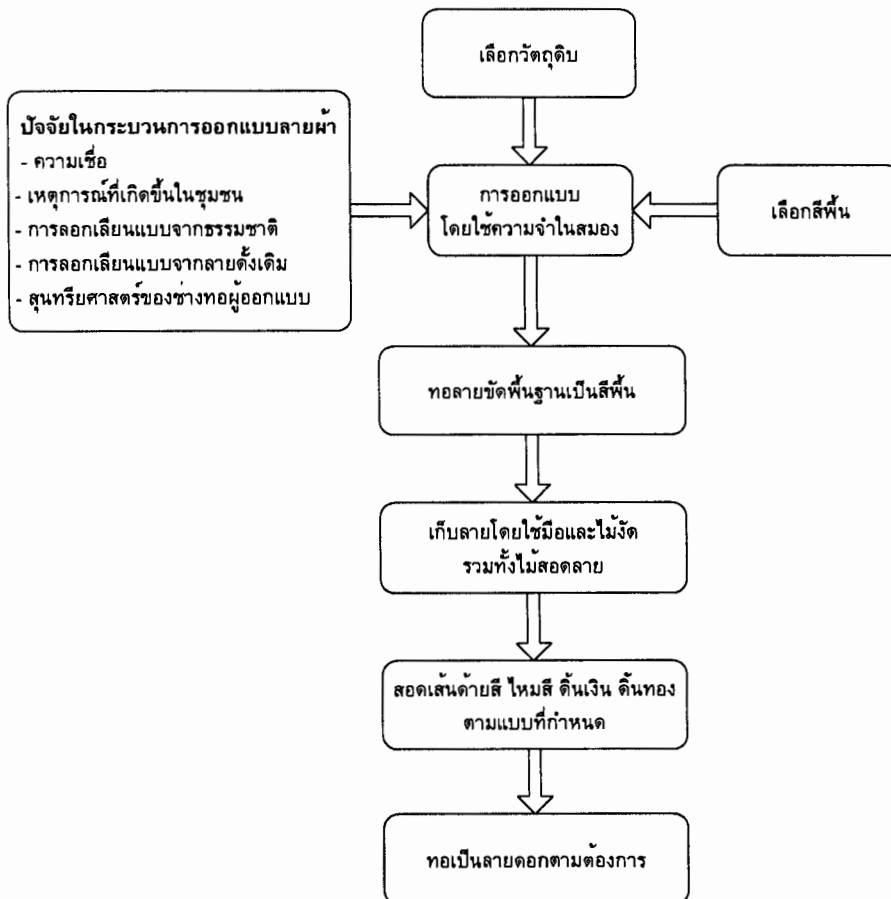 เลือกวัตถุดิบ
ปัจจัยในกระบวนการออกแบบลายผ้า
- ความเชื่อ
- เหตุการณ์ที่เกิดขึ้นในชุมชน
- การลอกเลียนแบบจากธรรมชาติ
- การลอกเลียนแบบจากลายดั้งเดิม
- สุนทรียศาสตร์ของช่างทอผู้ออกแบบ
การออกแบบ
โดยใช้ความจำในสมอง
เลือกสีพื้น
ทอลายขัดพื้นฐานเป็นสีพื้น
เก็บลายโดยใช้มือและไม้งัด
รวมทั้งไม้สอดลาย
สอดเส้นด้ายสี ไหมสี ดิ้นเงิน ดิ้นทอง
ตามแบบที่กำหนด
ทอเป็นลายดอกตามต้องการ